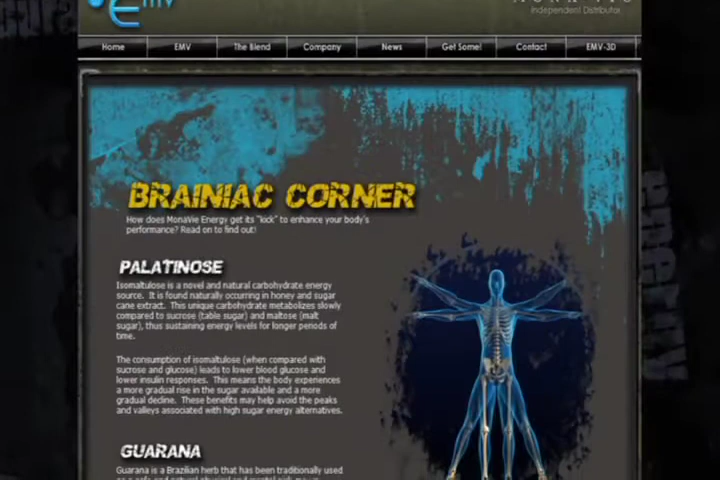 Emv
Independent Distributor
Home EMV The Blend Company News Get Some! Contact EMV-3D
BRAINIAC CORNER
How does MonaVie Energy get its "kick" to enhance your body's
performance? Read on to find out!
PALATINOSE
Isomaltulose is a novel and natural carbohydrate energy
source. It is found naturally occurring in honey and sugar
cane extract. This unique carbohydrate metabolizes slowly
compared to sucrose (table sugar) and maltose (malt
sugar), thus sustaining energy levels for longer periods of
time.
The consumption of isomaltulose (when compared with
sucrose and glucose) leads to lower blood glucose and
lower insulin responses. This means the body experiences
a more gradual rise in the sugar available and a more
gradual decline. These benefits may help avoid the peaks
and valleys associated with high sugar energy alternatives.
GUARANA
Guarana is a Brazilian herb that has been traditionally used
energy